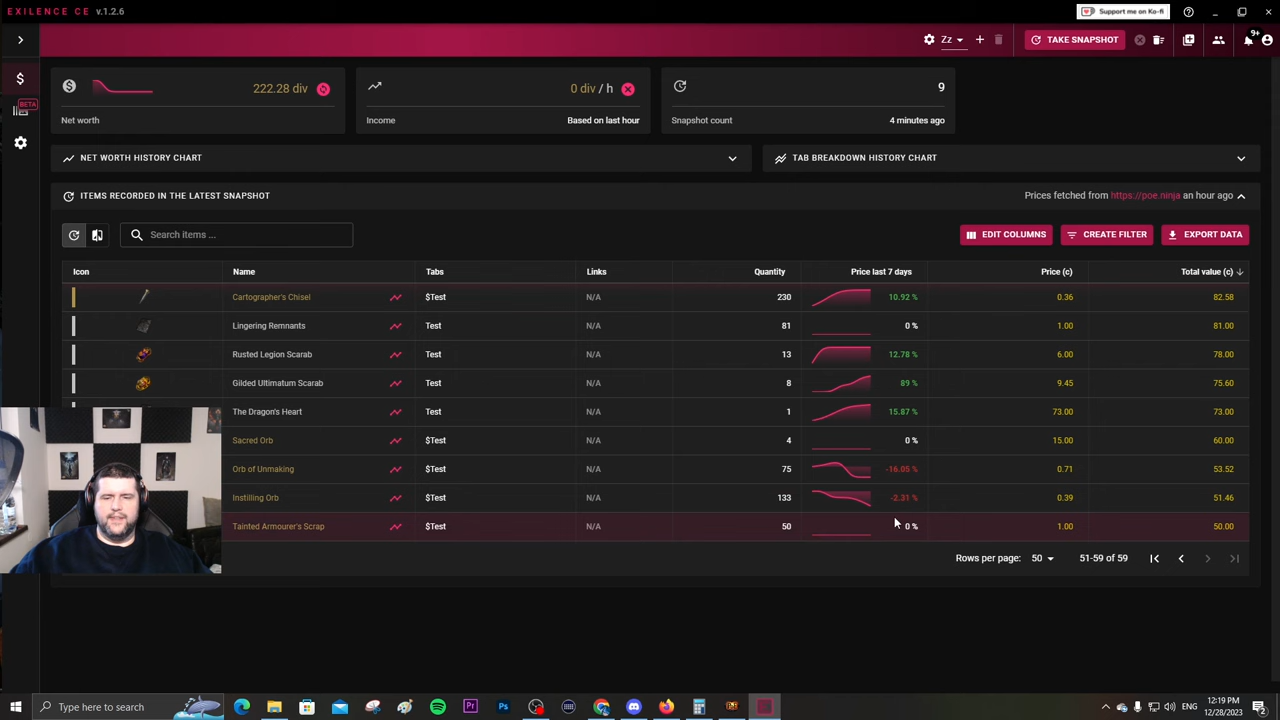 EXILENCE CE v.1.2.6
Support me on Ko-fi
Zz
TAKE SNAPSHOT
9+
BETA
222.28 div
Net worth
0 div / h
Income
Based on last hour
9
Snapshot count
4 minutes ago
NET WORTH HISTORY CHART
TAB BREAKDOWN HISTORY CHART
ITEMS RECORDED IN THE LATEST SNAPSHOT
Prices fetched from https://poe.ninja an hour ago
Search items ...
EDIT COLUMNS
CREATE FILTER
EXPORT DATA
Icon Name Tabs Links Quantity Price last 7 days Price (c) Total value (c)
Cartographer's Chisel $Test N/A 230 10.92 % 0.36 82.58
Lingering Remnants Test N/A 81 0 % 1.00 81.00
Rusted Legion Scarab Test N/A 13 12.78 % 6.00 78.00
Gilded Ultimatum Scarab Test N/A 8 89 % 9.45 75.60
The Dragon's Heart Test N/A 1 15.87 % 73.00 73.00
Sacred Orb $Test N/A 4 0 % 15.00 60.00
Orb of Unmaking $Test N/A 75 -16.05 % 0.71 53.52
Instilling Orb $Test N/A 133 -2.31 % 0.39 51.46
Tainted Armourer's Scrap $Test N/A 50 0 % 1.00 50.00
Rows per page: 50 51-59 of 59
Type here to search
12:19 PM
12/28/2023
2